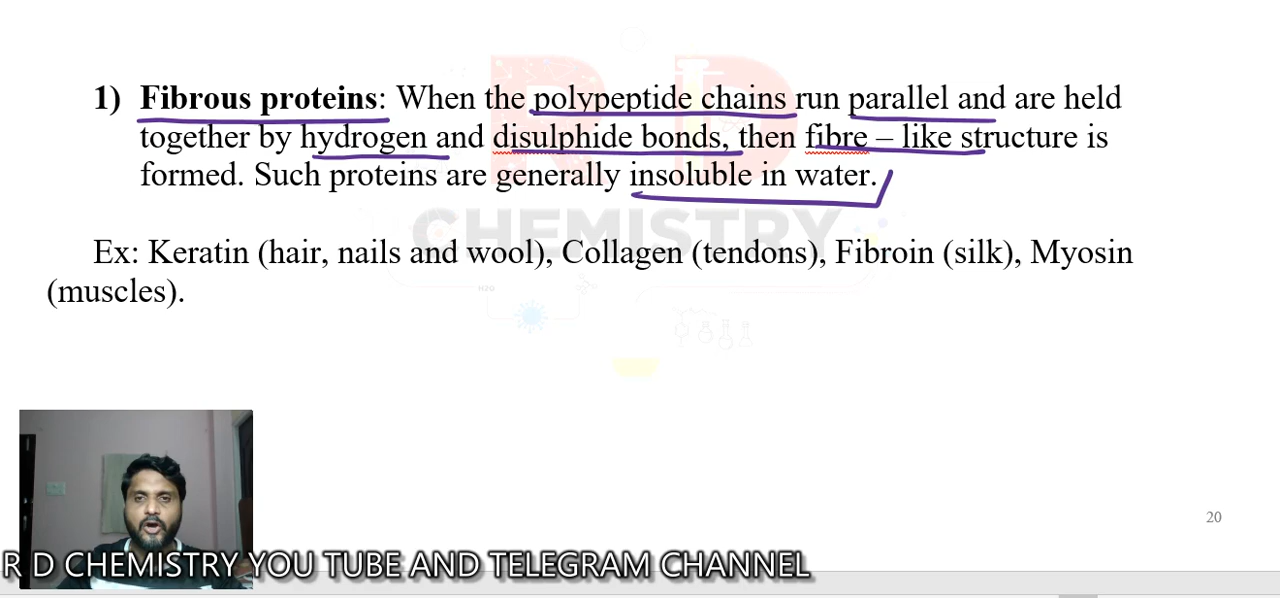 1) Fibrous proteins: When the polypeptide chains run parallel and are held
together by hydrogen and disulphide bonds, then fibre – like structure is
formed. Such proteins are generally insoluble in water.
CHEMISTRY
Ex: Keratin (hair, nails and wool), Collagen (tendons), Fibroin (silk), Myosin
(muscles).
H2O
20
R D CHEMISTRY YOU TUBE AND TELEGRAM CHANNEL